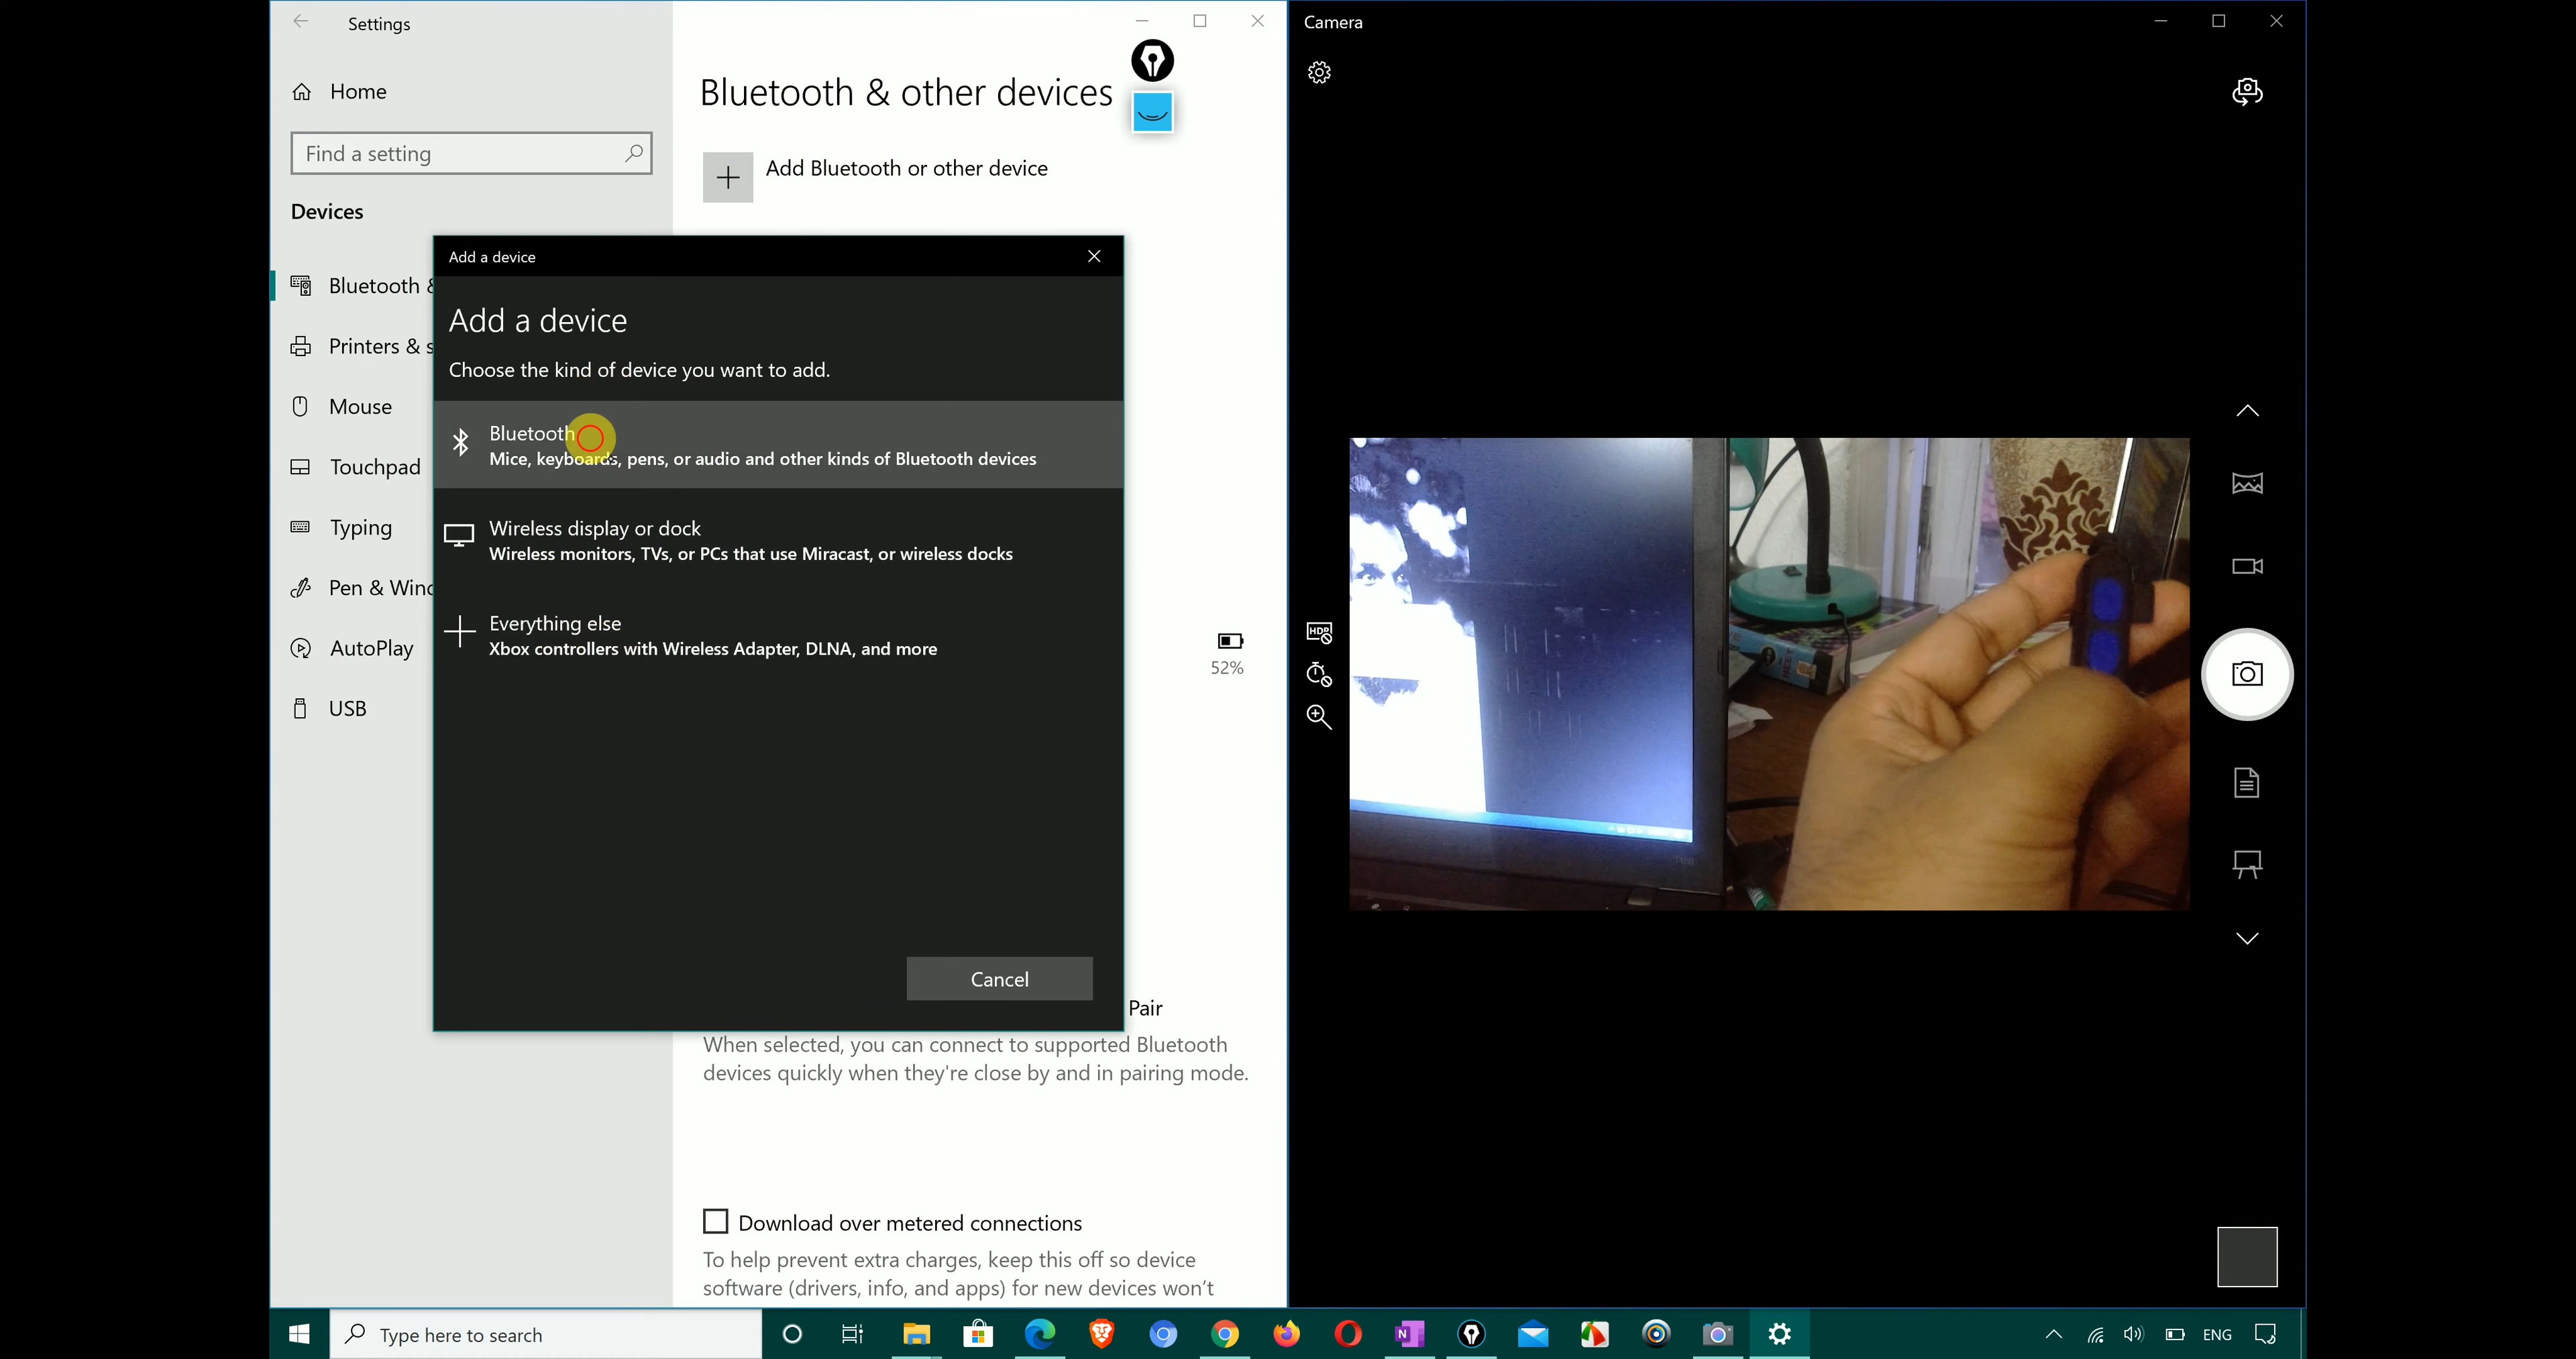 Settings
Home
Find a setting
Devices
Bluetooth &
Printers & s
Mouse
Touchpad
Typing
Pen & Wind
AutoPlay
USB
Bluetooth & other devices
Add Bluetooth or other device
Add a device
Add a device
Choose the kind of device you want to add.
Bluetooth
Mice, keyboards, pens, or audio and other kinds of Bluetooth devices
Wireless display or dock
Wireless monitors, TVs, or PCs that use Miracast, or wireless docks
Everything else
Xbox controllers with Wireless Adapter, DLNA, and more
Cancel
52%
Pair
When selected, you can connect to supported Bluetooth
devices quickly when they're close by and in pairing mode.
Download over metered connections
To help prevent extra charges, keep this off so device
software (drivers, info, and apps) for new devices won't
Camera
HDR
Type here to search
N
ENG